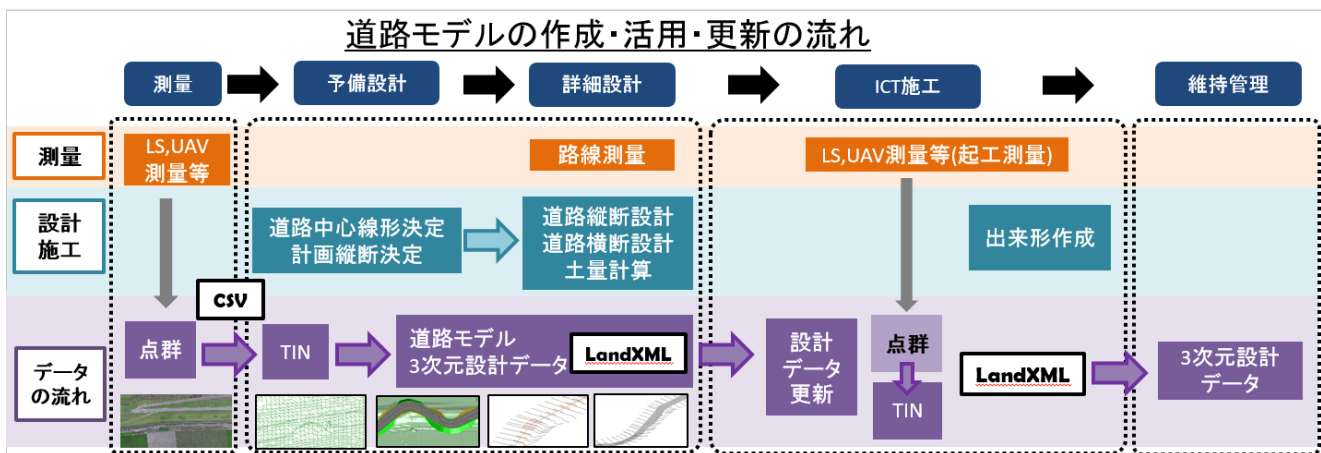 道路モデルの作成・活用・更新の流れ
測量
予備設計
詳細設計
ICT施工
維持管理
測量
LS,UAV
測量等
路線測量
LS,UAV測量等(起工測量)
設計
施工
道路中心線形決定
計画縦断決定
道路縦断設計
道路横断設計
土量計算
出来形作成
CSV
データ
の流れ
点群
TIN
道路モデル
3次元設計データ
LandXML
設計
データ
更新
点群
TIN
LandXML
3次元設計
データ